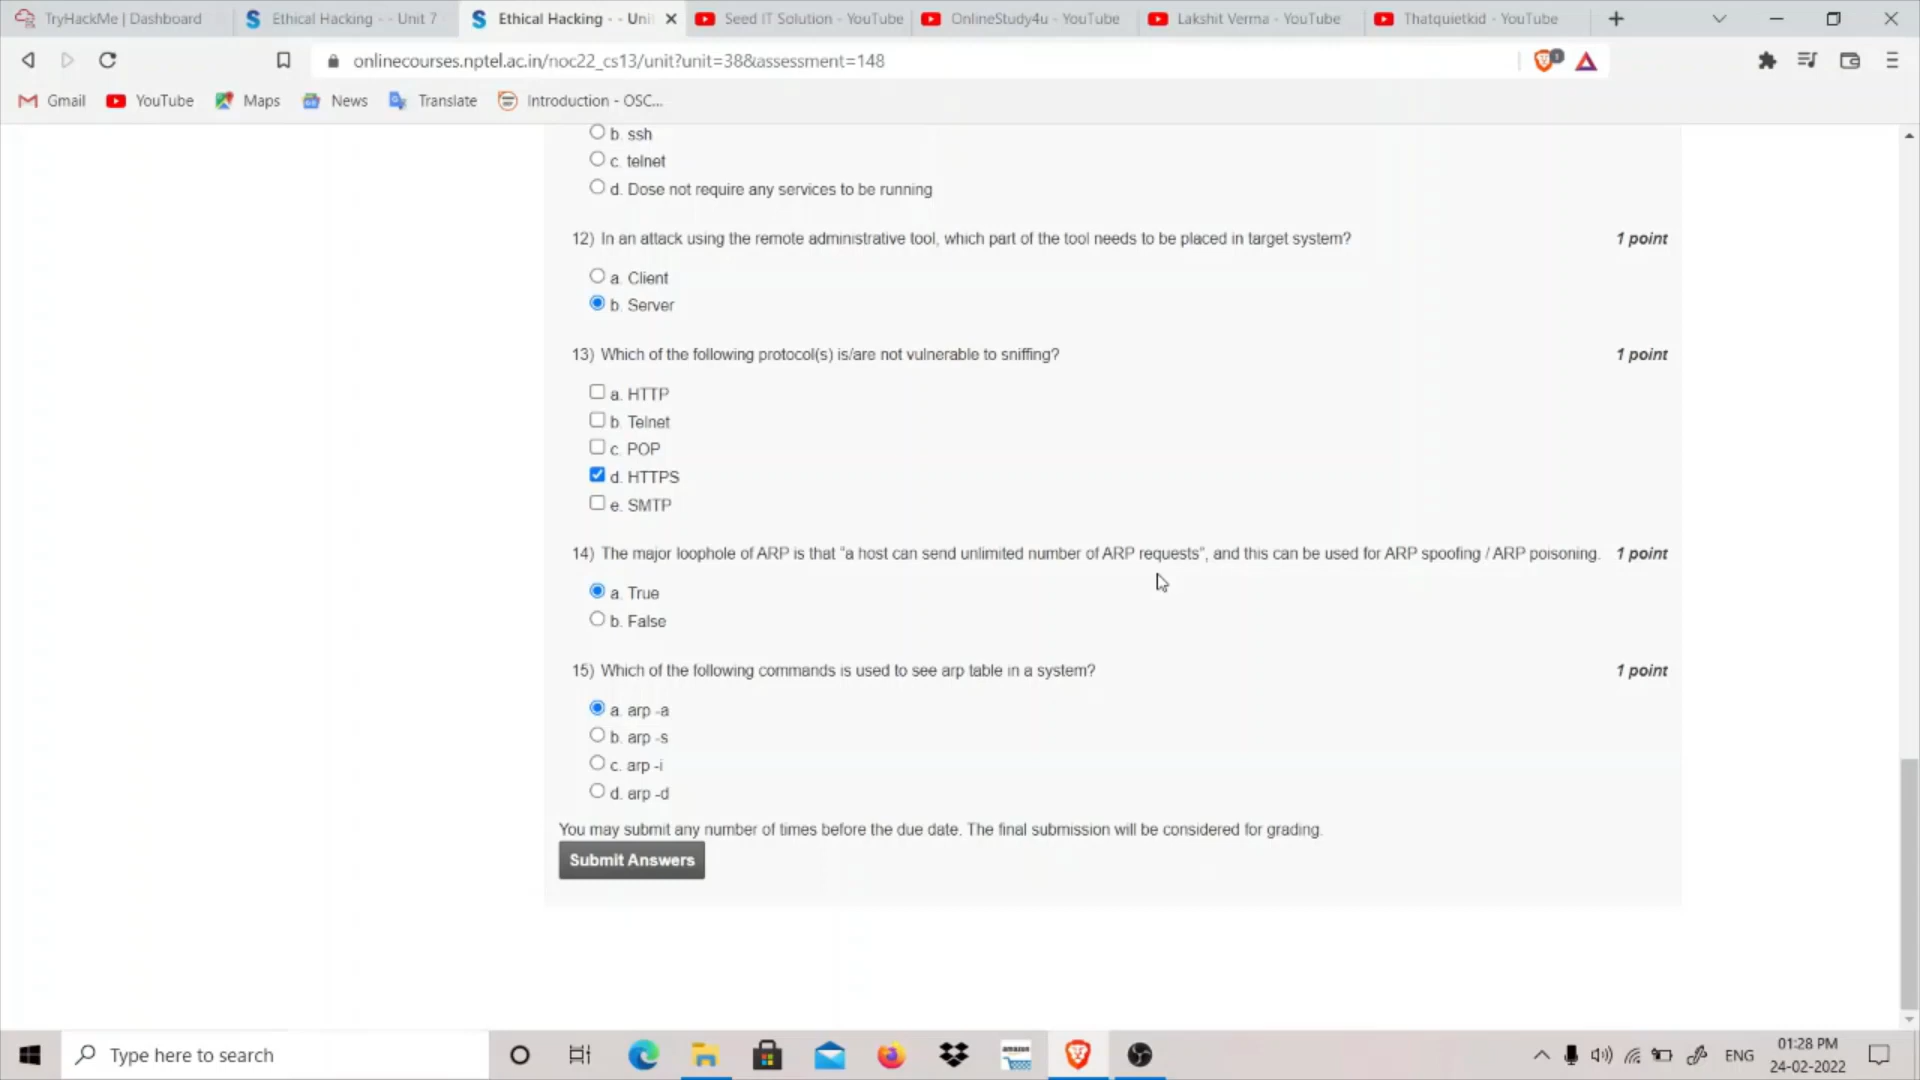 TryHackMe | Dashboard
Ethical Hacking - - Unit 7
Ethical Hacking - - Uni
Seed IT Solution - YouTube
OnlineStudy4u - YouTube
Lakshit Verma - YouTube
Thatquietkid - YouTube
onlinecourses.nptel.ac.in/noc22_cs13/unit?unit=38&assessment=148
1
Gmail
YouTube
Maps
News
Translate
Introduction - OSC...
b. ssh
c. telnet
d. Dose not require any services to be running
12) In an attack using the remote administrative tool, which part of the tool needs to be placed in target system? 1 point
a. Client
b. Server
13) Which of the following protocol(s) is/are not vulnerable to sniffing? 1 point
a. HTTP
b. Telnet
c. POP
d. HTTPS
e. SMTP
14) The major loophole of ARP is that “a host can send unlimited number of ARP requests”, and this can be used for ARP spoofing / ARP poisoning. 1 point
a. True
b. False
15) Which of the following commands is used to see arp table in a system? 1 point
a. arp -a
b. arp -s
c. arp -i
d. arp -d
You may submit any number of times before the due date. The final submission will be considered for grading.
Submit Answers
Type here to search
amazon
ENG
01:28 PM
24-02-2022